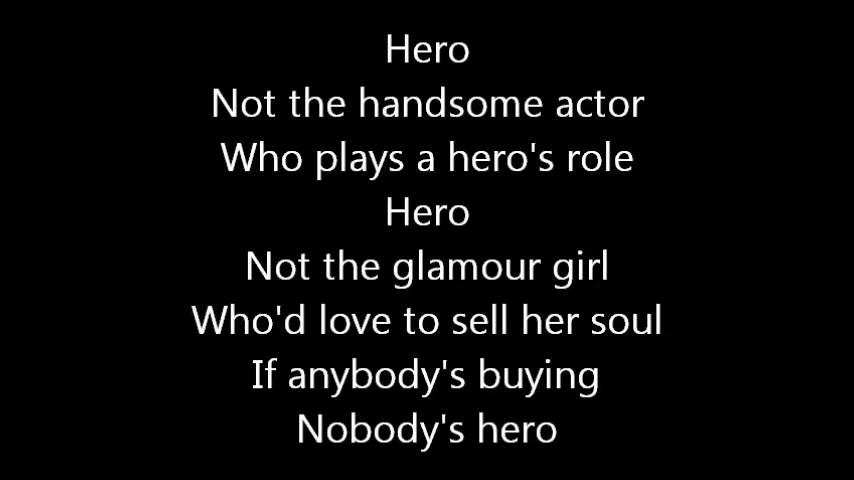 Hero
Not the handsome actor
Who plays a hero's role
Hero
Not the glamour girl
Who'd love to sell her soul
If anybody's buying
Nobody's hero